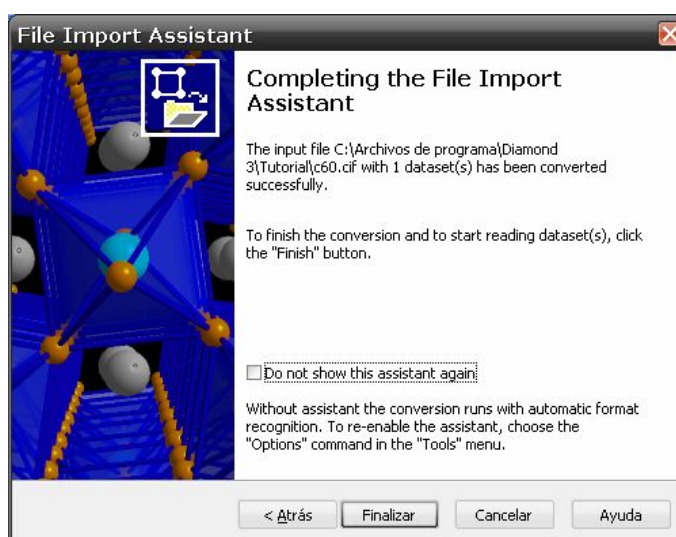 File Import Assistant
Completing the File Import
Assistant
The input file C:\Archivos de programa\Diamond
3\Tutorial\c60.cif with 1 dataset(s) has been converted
successfully.
To finish the conversion and to start reading dataset(s), click
the "Finish" button.
Do not show this assistant again
Without assistant the conversion runs with automatic format
recognition. To re-enable the assistant, choose the
"Options" command in the "Tools" menu.
< Atrás Finalizar Cancelar Ayuda